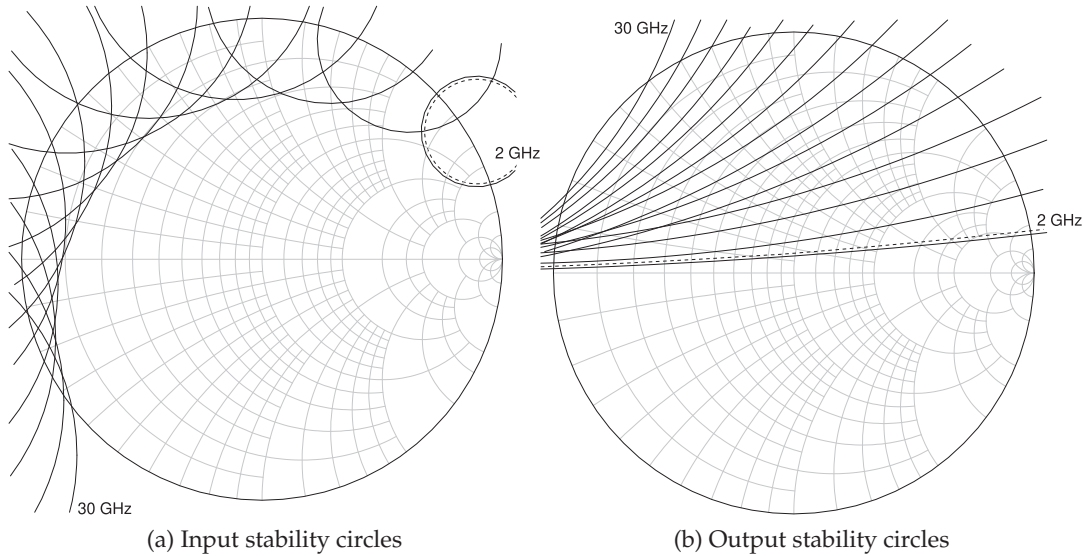 30 GHz
2 GHz
2 GHz
30 GHz
(a) Input stability circles
(b) Output stability circles